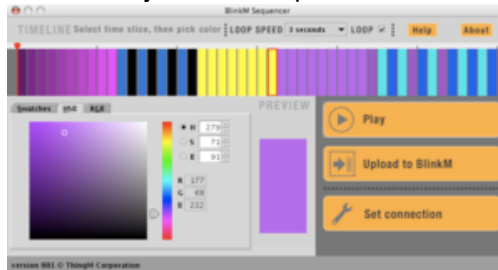 BlinkM Sequencer
TIMELINE Select time slice, then pick color LOOP SPEED 3 seconds LOOP Help About
Swatches HSB RGB
PREVIEW
H 279
S 71
B 91
R 177
G 68
B 232
Play
Upload to BlinkM
Set connection
version 001 © ThingM Corporation